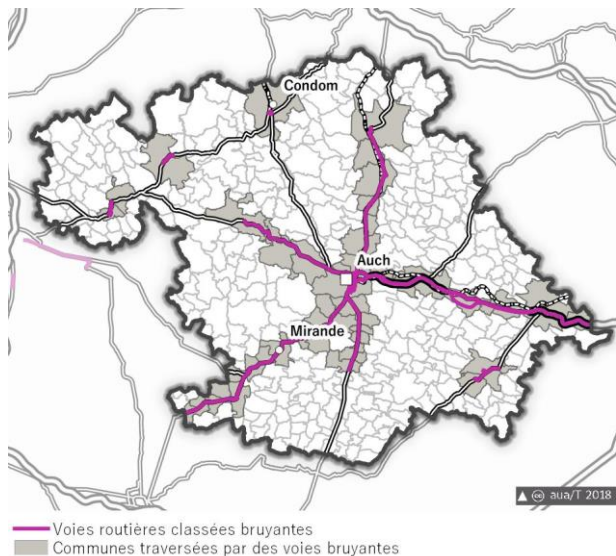 Condom
Auch
Mirande
aua/T 2018
Voies routières classées bruyantes
Communes traversées par des voies bruyantes